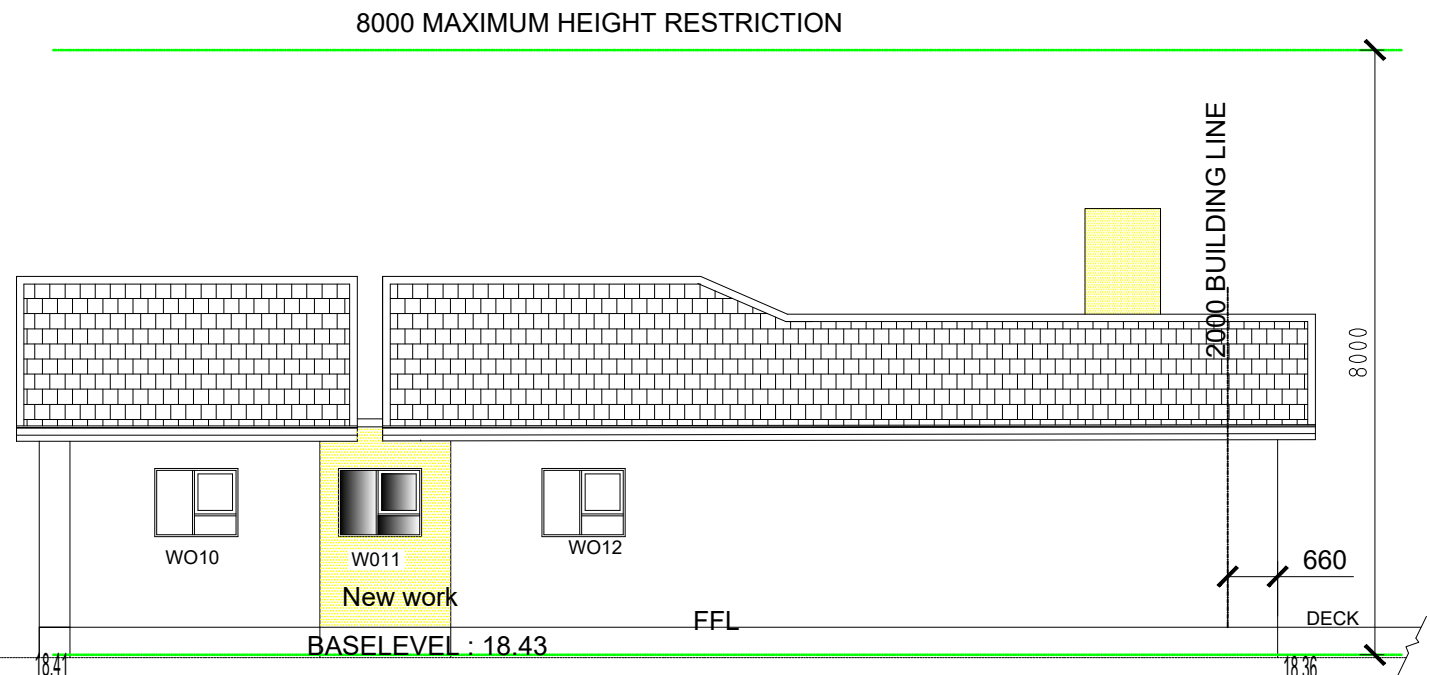 8000 MAXIMUM HEIGHT RESTRICTION
2000 BUILDING LINE
8000
WO10
W011
WO12
660
New work
FFL
DECK
BASELEVEL : 18.43
18.41
18.36